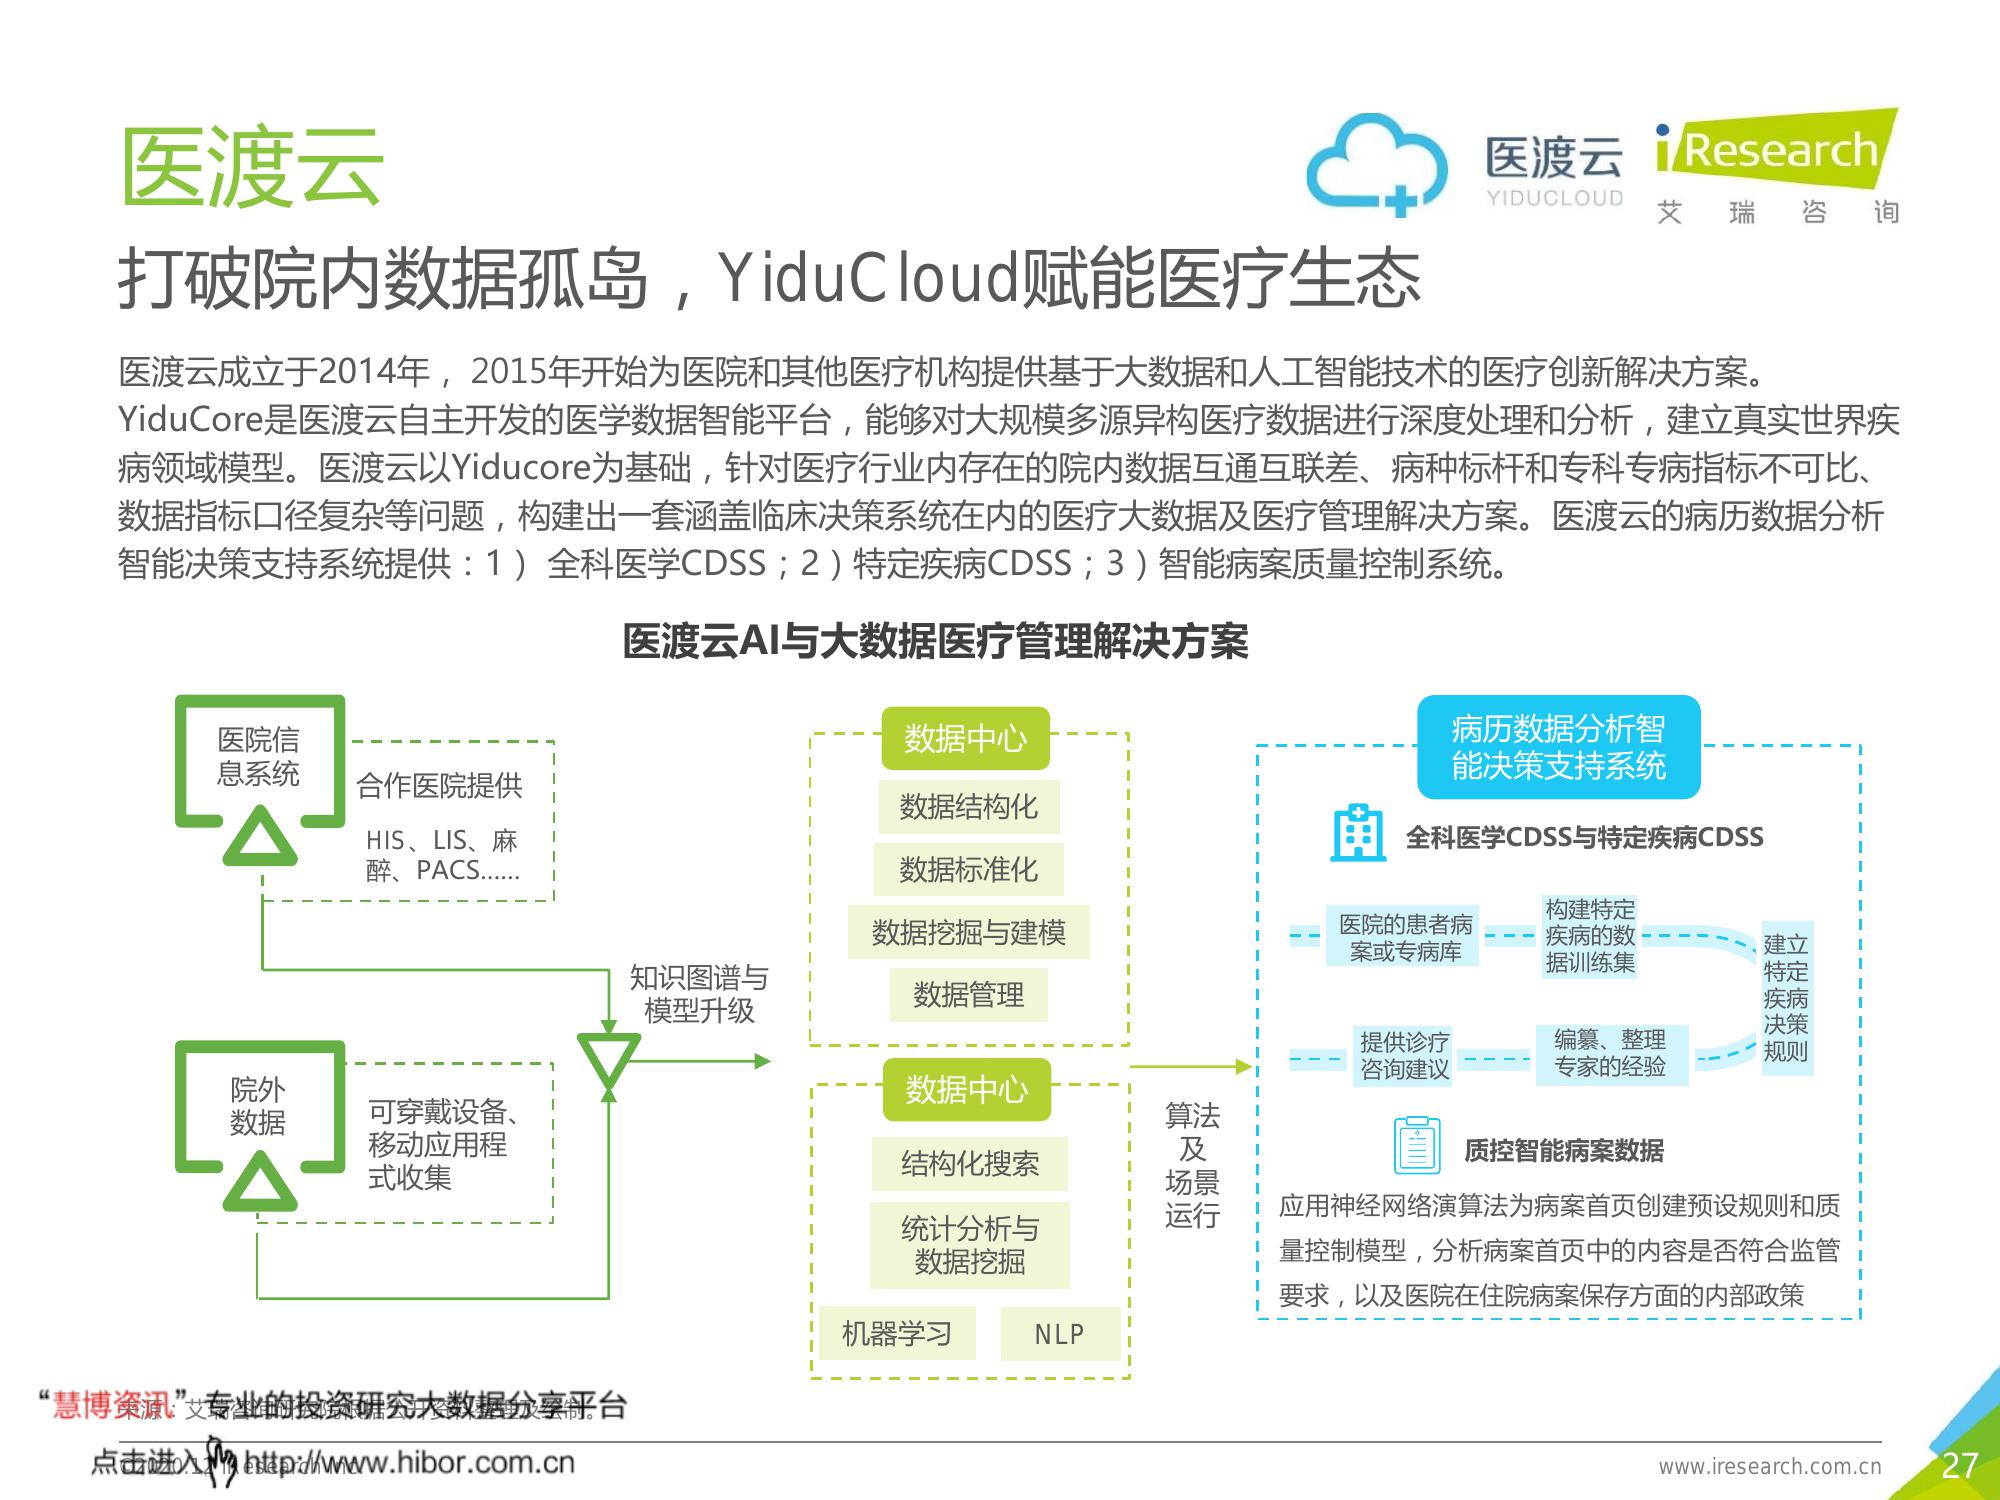 医渡云
医渡云
YIDUCLOUD
iResearch
艾瑞咨询
打破院内数据孤岛，YiduCloud赋能医疗生态
医渡云成立于2014年，2015年开始为医院和其他医疗机构提供基于大数据和人工智能技术的医疗创新解决方案。
YiduCore是医渡云自主开发的医学数据智能平台，能够对大规模多源异构医疗数据进行深度处理和分析，建立真实世界疾
病领域模型。医渡云以Yiducore为基础，针对医疗行业内存在的院内数据互通互联差、病种标杆和专科专病指标不可比、
数据指标口径复杂等问题，构建出一套涵盖临床决策系统在内的医疗大数据及医疗管理解决方案。医渡云的病历数据分析
智能决策支持系统提供：1） 全科医学CDSS；2）特定疾病CDSS；3）智能病案质量控制系统。
医渡云AI与大数据医疗管理解决方案
医院信
息系统
合作医院提供
HIS、LIS、麻
醉、PACS……
院外
数据
可穿戴设备、
移动应用程
式收集
知识图谱与
模型升级
数据中心
数据结构化
数据标准化
数据挖掘与建模
数据管理
数据中心
结构化搜索
统计分析与
数据挖掘
机器学习
NLP
算法
及
场景
运行
病历数据分析智
能决策支持系统
全科医学CDSS与特定疾病CDSS
医院的患者病
案或专病库
构建特定
疾病的数
据训练集
建立
特定
疾病
决策
规则
编纂、整理
专家的经验
提供诊疗
咨询建议
质控智能病案数据
应用神经网络演算法为病案首页创建预设规则和质
量控制模型，分析病案首页中的内容是否符合监管
要求，以及医院在住院病案保存方面的内部政策
“慧博资讯”专业的投资研究大数据分享平台
来源：艾瑞咨询研究院根据公开资料整理及绘制。
点击进入 http://www.hibor.com.cn
©2020.12 iResearch Inc.
www.iresearch.com.cn
27